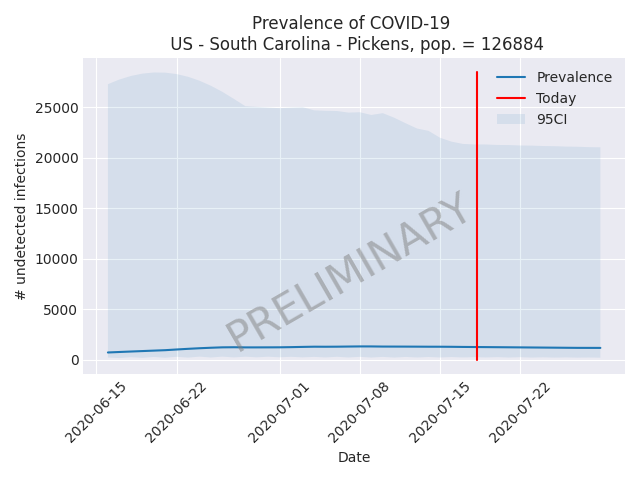 Prevalence of COVID-19
US - South Carolina - Pickens, pop. = 126884
# undetected infections
25000
20000
15000
10000
5000
0
Prevalence
Today
95CI
PRELIMINARY
2020-06-15
2020-06-22
2020-07-01
2020-07-08
2020-07-15
2020-07-22
Date